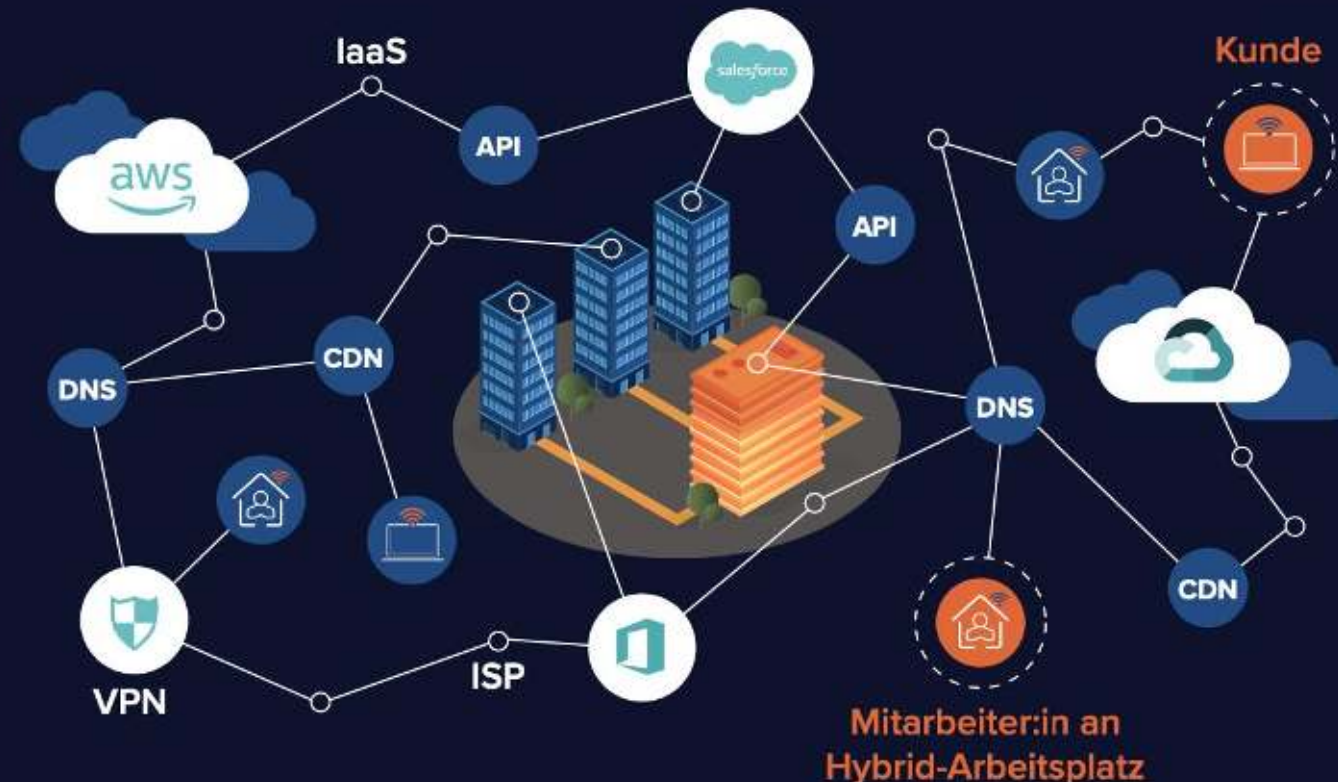 IaaS
salesforce
Kunde
aws
API
API
CDN
DNS
DNS
CDN
VPN
ISP
Mitarbeiter:in an
Hybrid-Arbeitsplatz